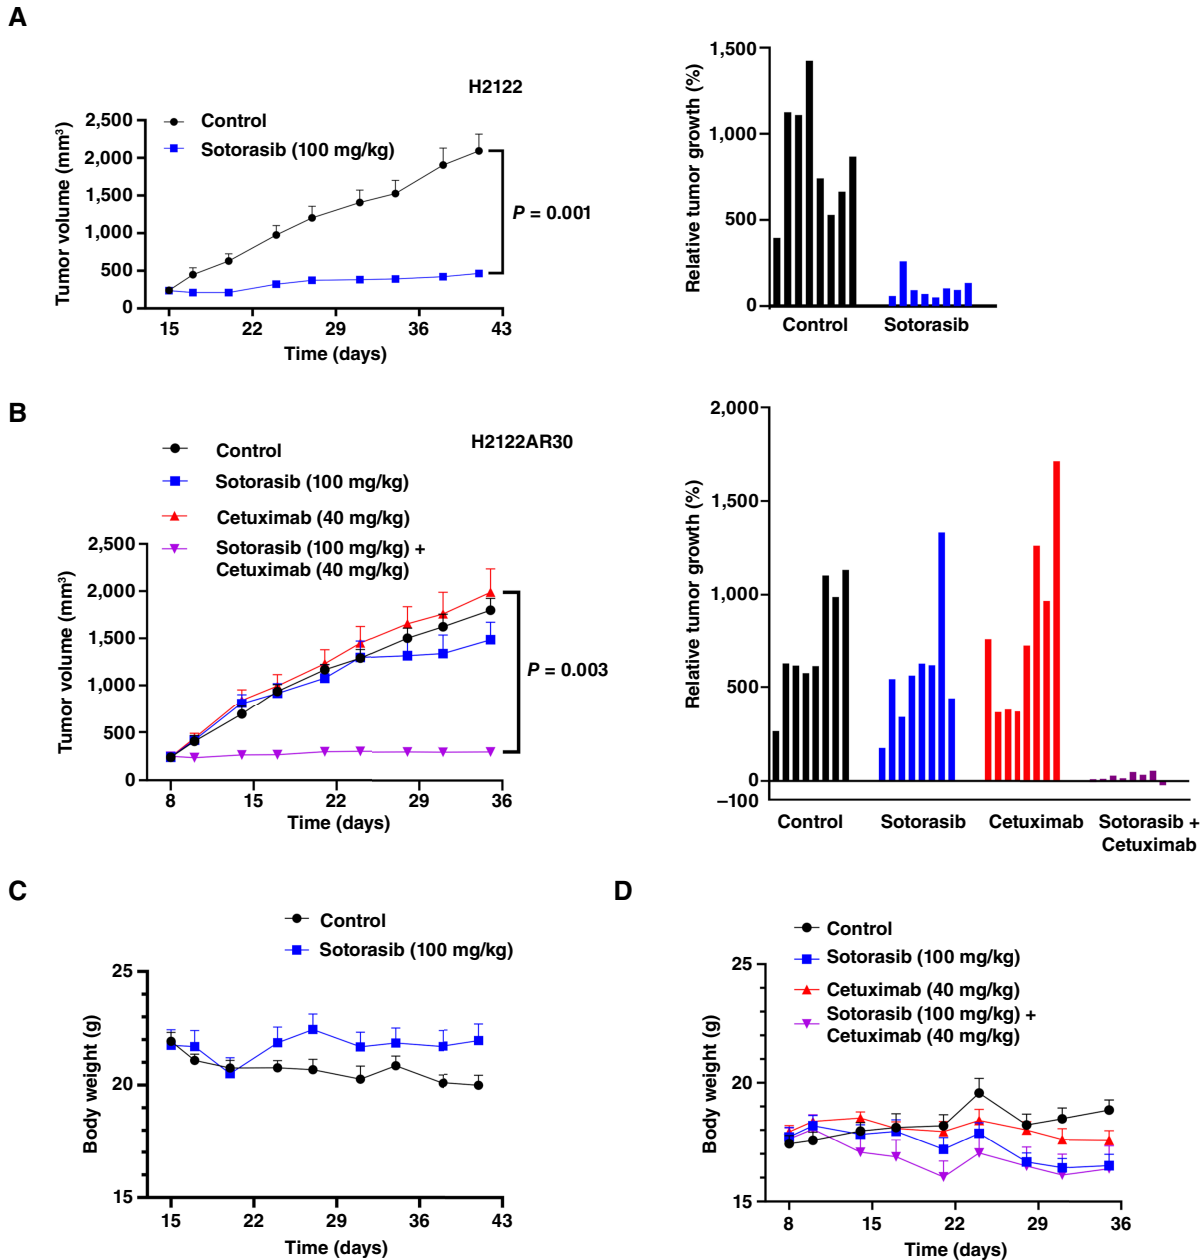 A
H2122
Control
Sotorasib (100 mg/kg)
Tumor volume (mm³)
2,500
2,000
1,500
1,000
500
0
P = 0.001
15 22 29 36 43
Time (days)
Relative tumor growth (%)
1,500
1,000
500
0
Control Sotorasib
B
H2122AR30
Control
Sotorasib (100 mg/kg)
Cetuximab (40 mg/kg)
Sotorasib (100 mg/kg) +
Cetuximab (40 mg/kg)
Tumor volume (mm³)
2,500
2,000
1,500
1,000
500
0
P = 0.003
8 15 22 29 36
Time (days)
Relative tumor growth (%)
2,000
1,500
1,000
500
0
–100
Control Sotorasib Cetuximab Sotorasib +
Cetuximab
C
Control
Sotorasib (100 mg/kg)
Body weight (g)
25
20
15
15 22 29 36 43
Time (days)
D
Control
Sotorasib (100 mg/kg)
Cetuximab (40 mg/kg)
Sotorasib (100 mg/kg) +
Cetuximab (40 mg/kg)
Body weight (g)
25
20
15
8 15 22 29 36
Time (days)